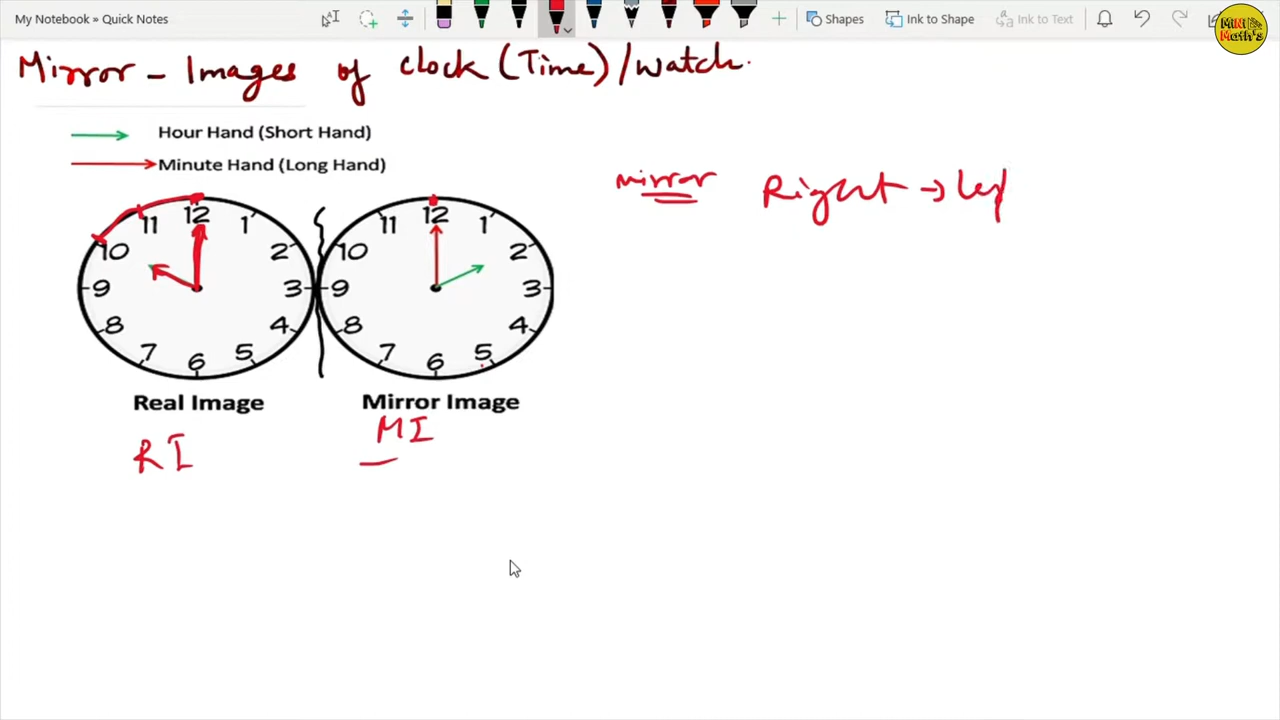 My Notebook » Quick Notes
Shapes
Ink to Shape
Ink to Text
MiNi
Math's
Mirror - Images of clock (Time) / watch.
Hour Hand (Short Hand)
Minute Hand (Long Hand)
mirror Right → lef
12
11
1
10
2
9
3
8
4
7
5
6
12
11
1
10
2
9
3
8
4
7
5
6
Real Image
Mirror Image
RI
MI